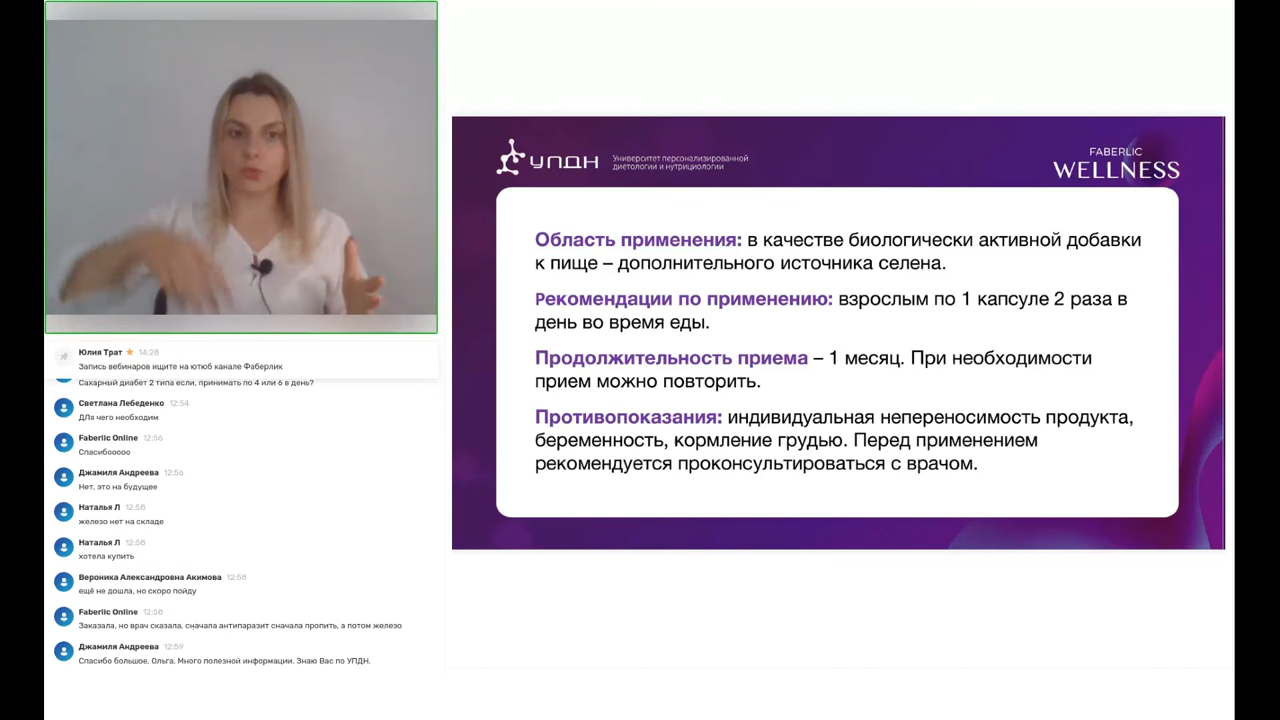 Юлия Трат 14:28
Запись вебинаров ищите на ютюб канале Фаберлик
Сахарный диабет 2 типа если, принимать по 4 или 6 в день?
Светлана Лебеденко 12:54
ДЛя чего необходим
Faberlic Online 12:56
Спасибооооо
Джамиля Андреева 12:56
Нет, это на будущее
Наталья Л 12:58
железо нет на складе
Наталья Л 12:58
хотела купить
Вероника Александровна Акимова 12:58
ещё не дошла, но скоро пойду
Faberlic Online 12:58
Заказала, но врач сказала, сначала антипаразит сначала пропить, а потом железо
Джамиля Андреева 12:59
Спасибо большое, Ольга. Много полезной информации. Знаю Вас по УПДН.
УПДН
Университет персонализированной
диетологии и нутрициологии
FABERLIC
WELLNESS
Область применения: в качестве биологически активной добавки
к пище – дополнительного источника селена.
Рекомендации по применению: взрослым по 1 капсуле 2 раза в
день во время еды.
Продолжительность приема – 1 месяц. При необходимости
прием можно повторить.
Противопоказания: индивидуальная непереносимость продукта,
беременность, кормление грудью. Перед применением
рекомендуется проконсультироваться с врачом.